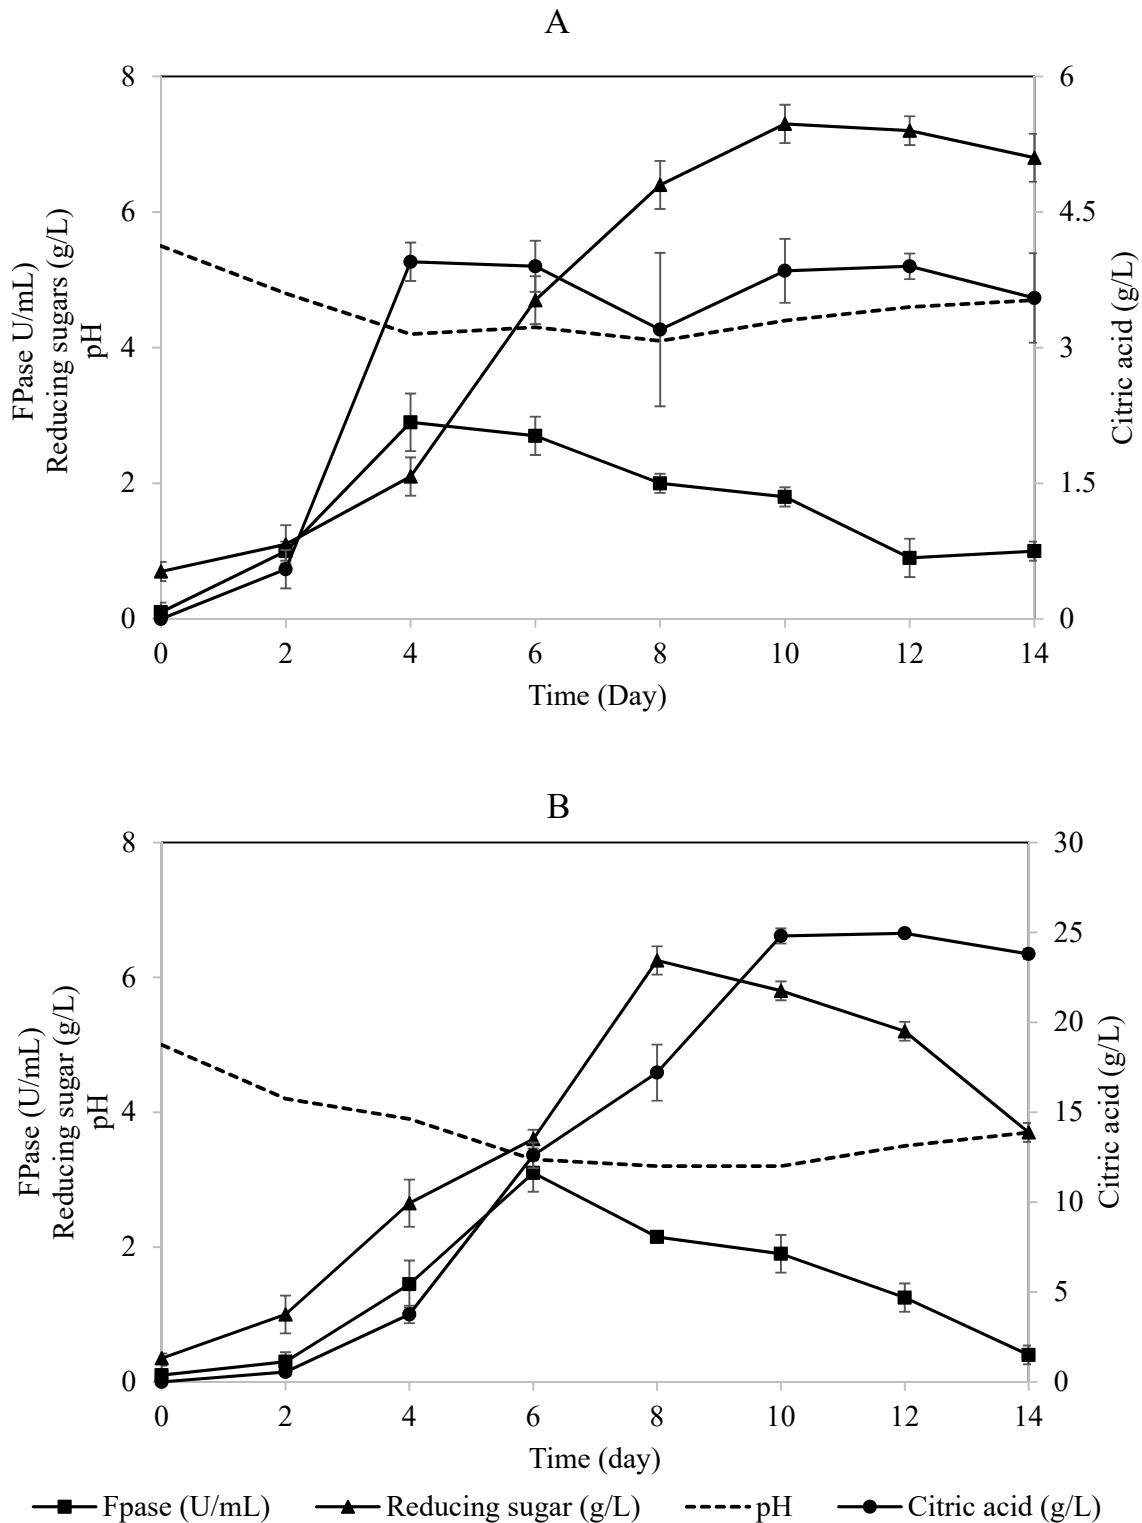 A
8
6
4
2
0
FPase U/mL)
Reducing sugars (g/L)
pH
6
4.5
3
1.5
0
Citric acid (g/L)
0 2 4 6 8 10 12 14
Time (Day)
B
8
6
4
2
0
FPase (U/mL)
Reducing sugar (g/L)
pH
30
25
20
15
10
5
0
Citric acid (g/L)
0 2 4 6 8 10 12 14
Time (day)
Fpase (U/mL) Reducing sugar (g/L) pH Citric acid (g/L)